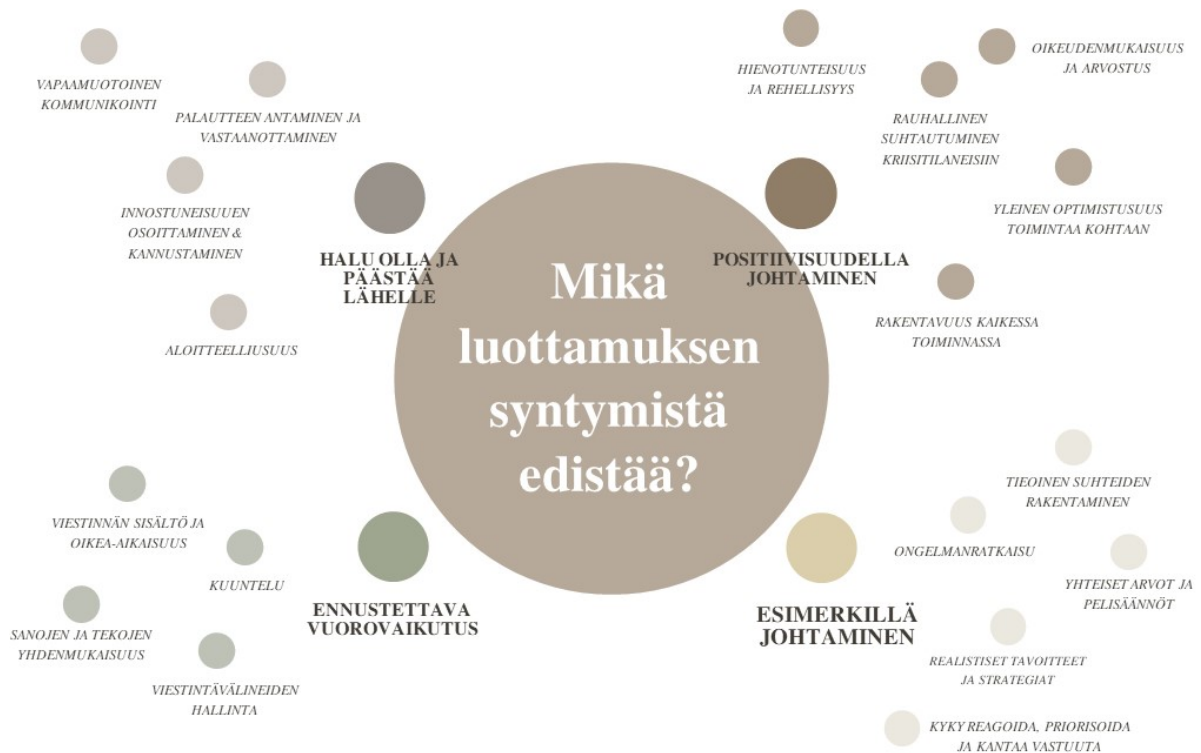 VAPAAMUOTOINEN
KOMMUNIKOINTI
PALAUTTEEN ANTAMINEN JA
VASTAANOTTAMINEN
INNOSTUNEISUUEN
OSOITTAMINEN &
KANNUSTAMINEN
ALOITTEELLIUSUUS
HALU OLLA JA
PÄÄSTÄÄ
LÄHELLE
HIENOTUNTEISUUS
JA REHELLISYYS
OIKEUDENMUKAISUUS
JA ARVOSTUS
RAUHALLINEN
SUHTAUTUMINEN
KRIISITILANEISIIN
YLEINEN OPTIMISTUSUUS
TOIMINTAA KOHTAAN
POSITIIVISUUDELLA
JOHTAMINEN
RAKENTAVUUS KAIKESSA
TOIMINNASSA
Mikä
luottamuksen
syntymistä
edistää?
VIESTINNÄN SISÄLTÖ JA
OIKEA-AIKAISUUS
KUUNTELU
SANOJEN JA TEKOJEN
YHDENMUKAISUUS
VIESTINTÄVÄLINEIDEN
HALLINTA
ENNUSTETTAVA
VUOROVAIKUTUS
TIEOINEN SUHTEIDEN
RAKENTAMINEN
ONGELMANRATKAISU
YHTEISET ARVOT JA
PELISÄÄNNÖT
ESIMERKILLÄ
JOHTAMINEN
REALISTISET TAVOITTEET
JA STRATEGIAT
KYKY REAGOIDA, PRIORISOIDA
JA KANTAA VASTUUTA